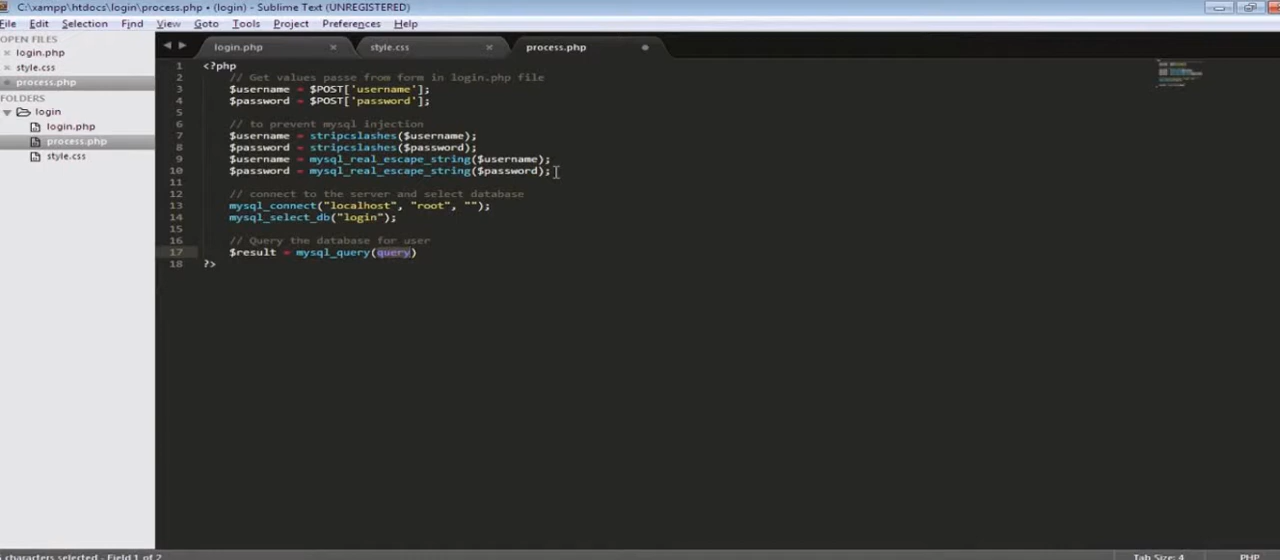 C:\xampp\htdocs\login\process.php • (login) - Sublime Text (UNREGISTERED)
File Edit Selection Find View Goto Tools Project Preferences Help
OPEN FILES
login.php
style.css
process.php
FOLDERS
login
login.php
process.php
style.css
login.php style.css process.php
1 <?php
2 // Get values passe from form in login.php file
3 $username = $POST['username'];
4 $password = $POST['password'];
5
6 // to prevent mysql injection
7 $username = stripcslashes($username);
8 $password = stripcslashes($password);
9 $username = mysql_real_escape_string($username);
10 $password = mysql_real_escape_string($password);
11
12 // connect to the server and select database
13 mysql_connect("localhost", "root", "");
14 mysql_select_db("login");
15
16 // Query the database for user
17 $result = mysql_query(query)
18 ?>
characters selected - Field 1 of 2 Tab Size: 4 PHP